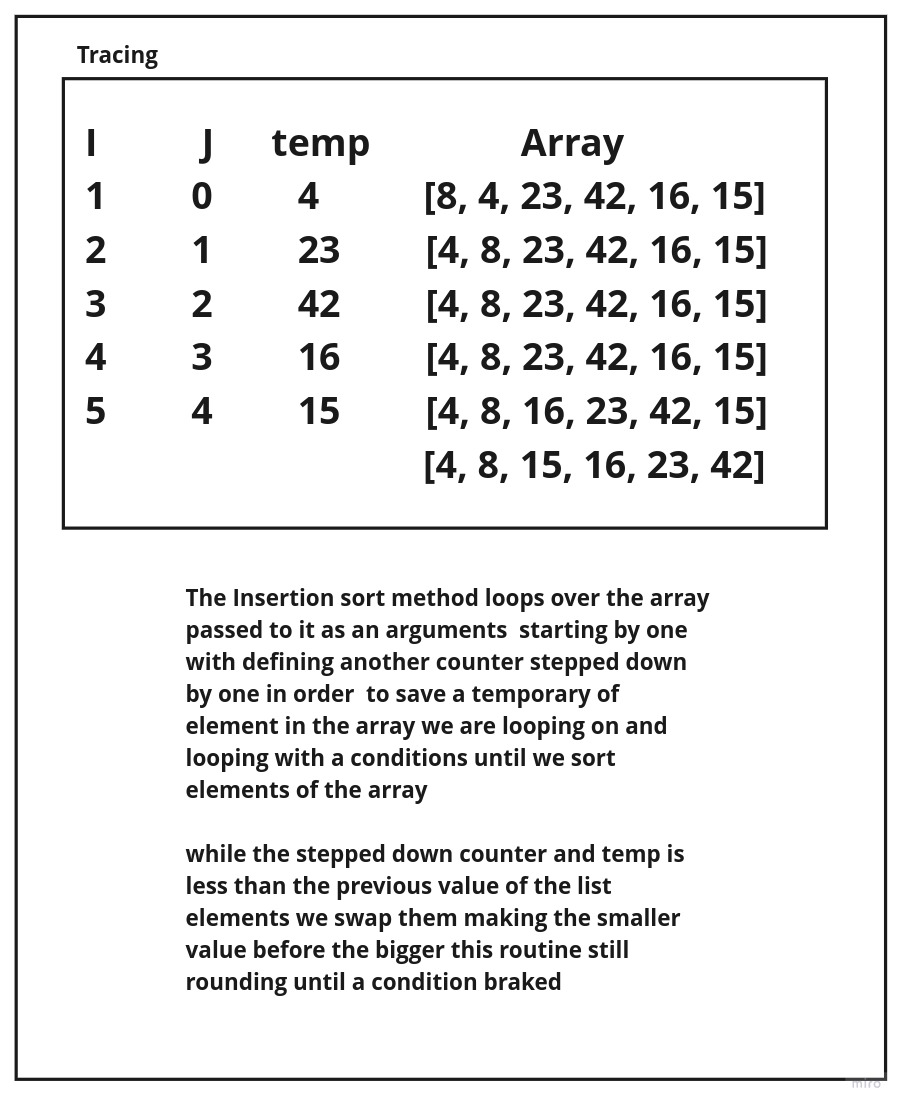 Tracing
I J temp Array
1 0 4 [8, 4, 23, 42, 16, 15]
2 1 23 [4, 8, 23, 42, 16, 15]
3 2 42 [4, 8, 23, 42, 16, 15]
4 3 16 [4, 8, 23, 42, 16, 15]
5 4 15 [4, 8, 16, 23, 42, 15]
[4, 8, 15, 16, 23, 42]
The Insertion sort method loops over the array
passed to it as an arguments  starting by one
with defining another counter stepped down
by one in order  to save a temporary of
element in the array we are looping on and
looping with a conditions until we sort
elements of the array
while the stepped down counter and temp is
less than the previous value of the list
elements we swap them making the smaller
value before the bigger this routine still
rounding until a condition braked
miro